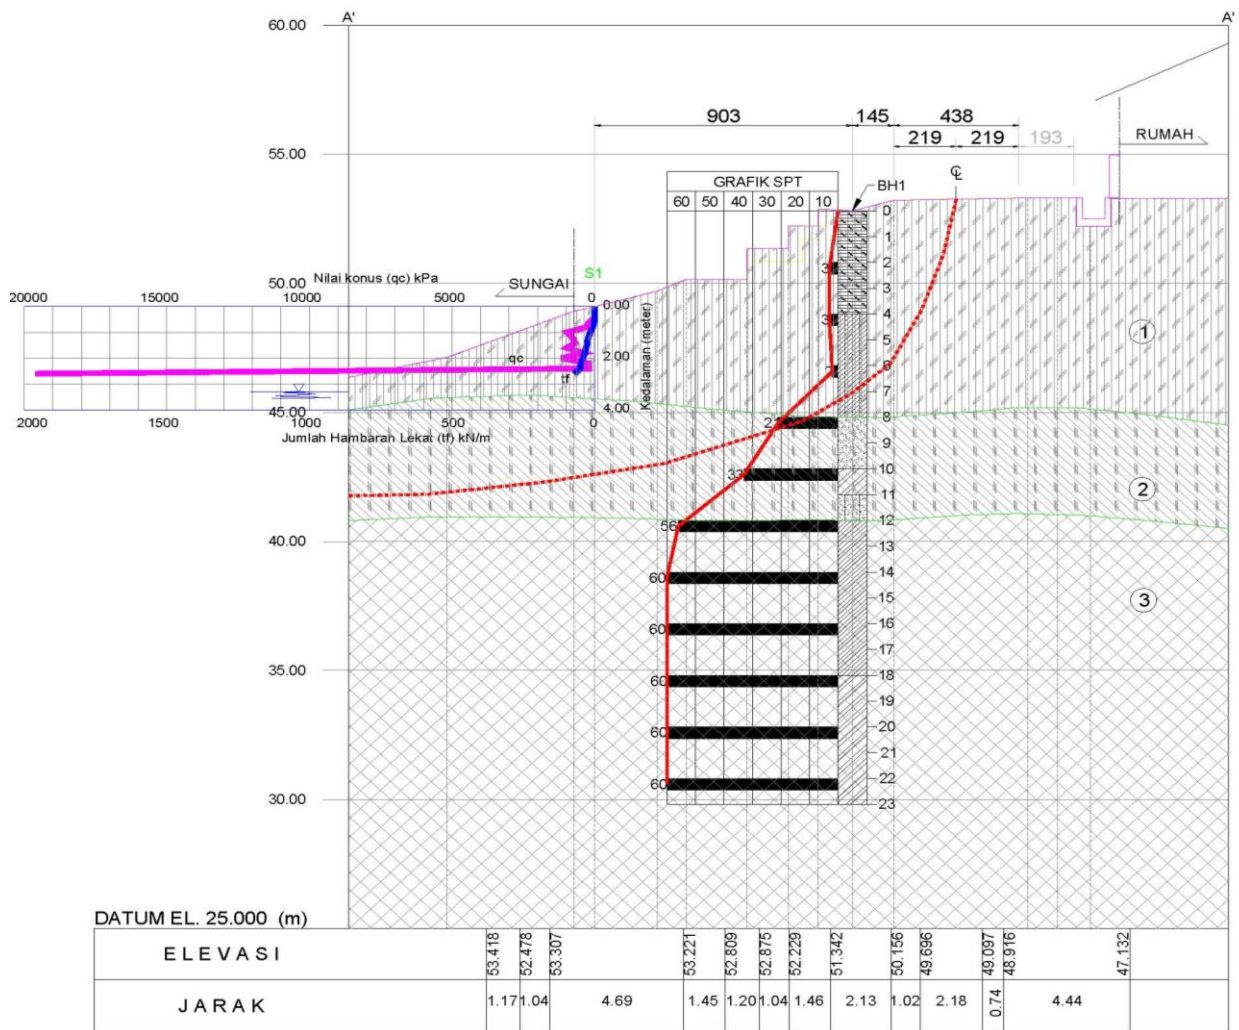 A' A'
60.00
903 145 438
219 219 193
RUMAH
55.00
GRAFIK SPT
60 50 40 30 20 10
BH1
0
1
2
3
4
5
6
7
8
9
10
11
12
13
14
15
16
17
18
19
20
21
22
23
3
3
33
56
60
60
60
60
60
50.00
Nilai konus (qc) kPa
SUNGAI
S1
20000 15000 10000 5000 0
0.00
2.00
4.00
Kedalaman (meter)
qc
tf
45.00
2000 1500 1000 500 0
Jumlah Hambaran Lekat (tf) kN/m
1
2
3
40.00
35.00
30.00
DATUM EL. 25.000 (m)
ELEVASI 53.418 52.478 53.307 53.221 52.809 52.875 52.229 51.342 50.156 49.696 49.097 48.916 47.132
JARAK 1.17 1.04 4.69 1.45 1.20 1.04 1.46 2.13 1.02 2.18 0.74 4.44